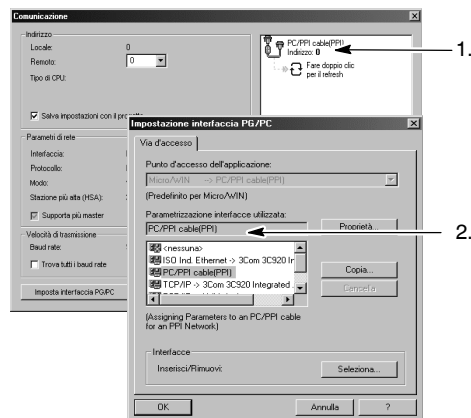 Comunicazione
Indirizzo
Locale: 0
Remoto: 0
Tipo di CPU:
Salva impostazioni con il
Parametri di rete
Interfaccia:
Protocollo:
Modo:
Stazione più alta (HSA):
Supporta più master
Velocità di trasmissione
Baud rate:
Trova tutti i baud rate
Imposta interfaccia PG/PC
PC/PPI cable(PPI)
Indirizzo: 0
Fare doppio clic
per il refresh
1.
Impostazione interfaccia PG/PC
Via d'accesso
Punto d'accesso dell'applicazione:
Micro/WIN -> PC/PPI cable(PPI)
(Predefinito per Micro/WIN)
Parametrizzazione interfacce utilizzata:
PC/PPI cable(PPI)
Proprietà...
2.
<nessuna>
ISO Ind. Ethernet -> 3Com 3C920 Ir
PC/PPI cable(PPI)
TCP/IP -> 3Com 3C920 Integrated
Copia...
Cancella
(Assigning Parameters to an PC/PPI cable
for an PPI Network)
Interfacce
Inserisci/Rimuovi:
Seleziona...
OK
Annulla
?